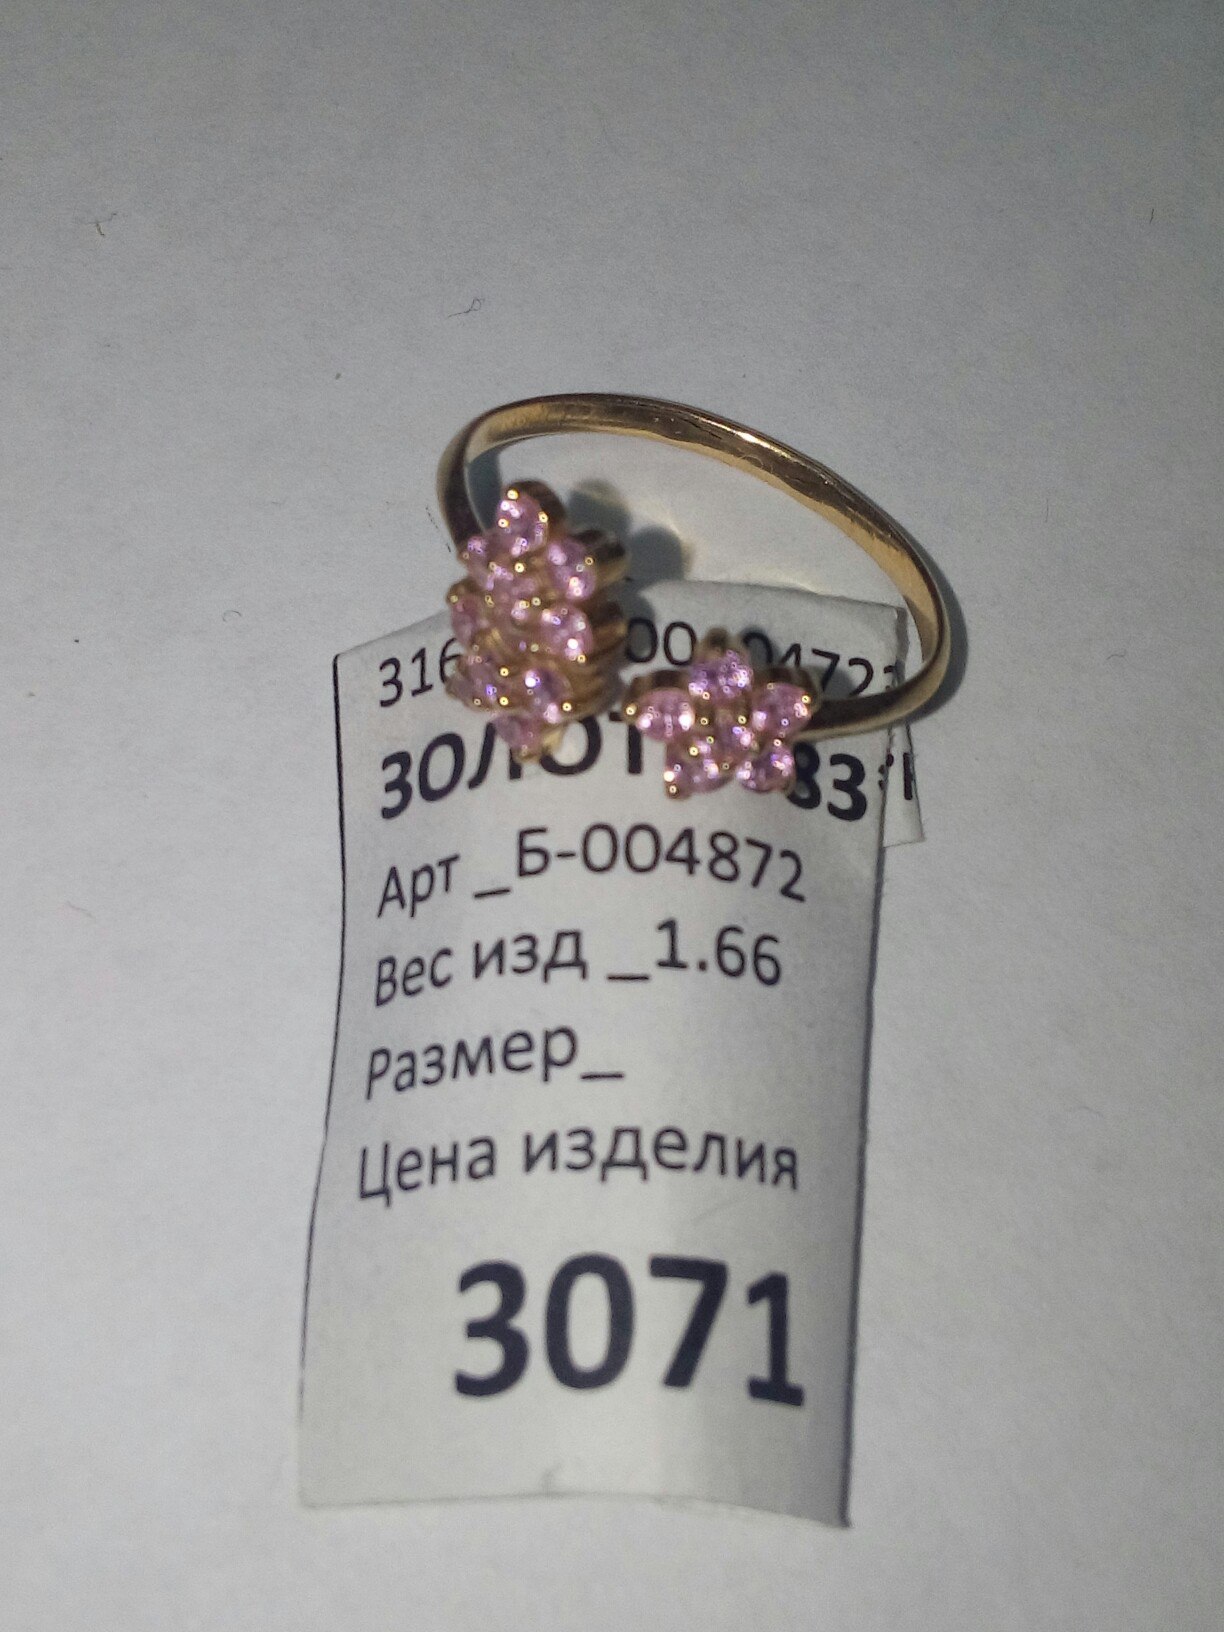 Арт _Б-004872
Вес изд _1.66
Размер_
Цена изделия
3071